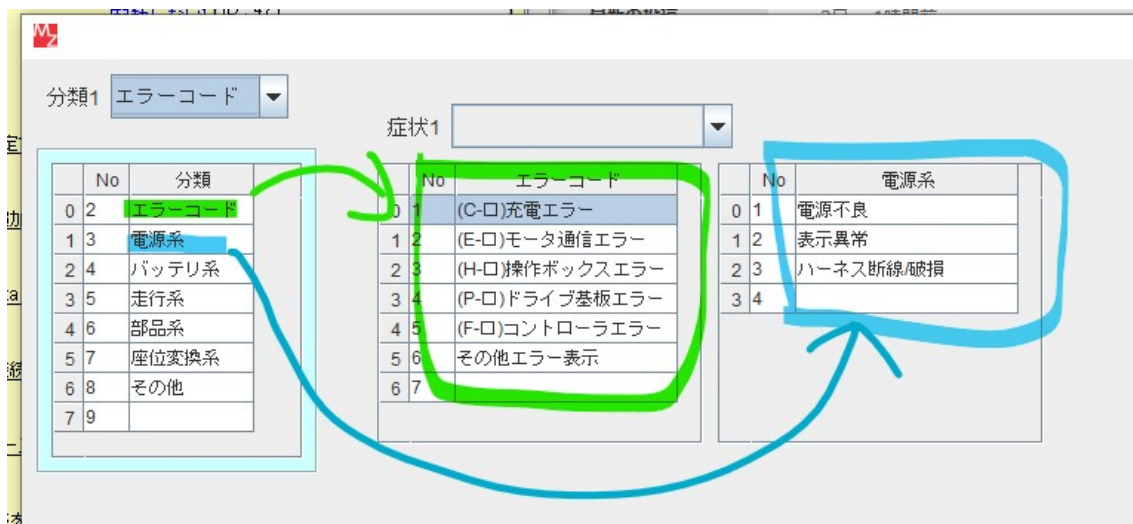 MZ
分類1 エラーコード
症状1
No 分類
0 2 エラーコード
1 3 電源系
2 4 バッテリ系
3 5 走行系
4 6 部品系
5 7 座位変換系
6 8 その他
7 9
No エラーコード
0 1 (C-ロ)充電エラー
1 2 (E-ロ)モータ通信エラー
2 3 (H-ロ)操作ボックスエラー
3 4 (P-ロ)ドライブ基板エラー
4 5 (F-ロ)コントローラエラー
5 6 その他エラー表示
6 7
No 電源系
0 1 電源不良
1 2 表示異常
2 3 ハーネス断線/破損
3 4